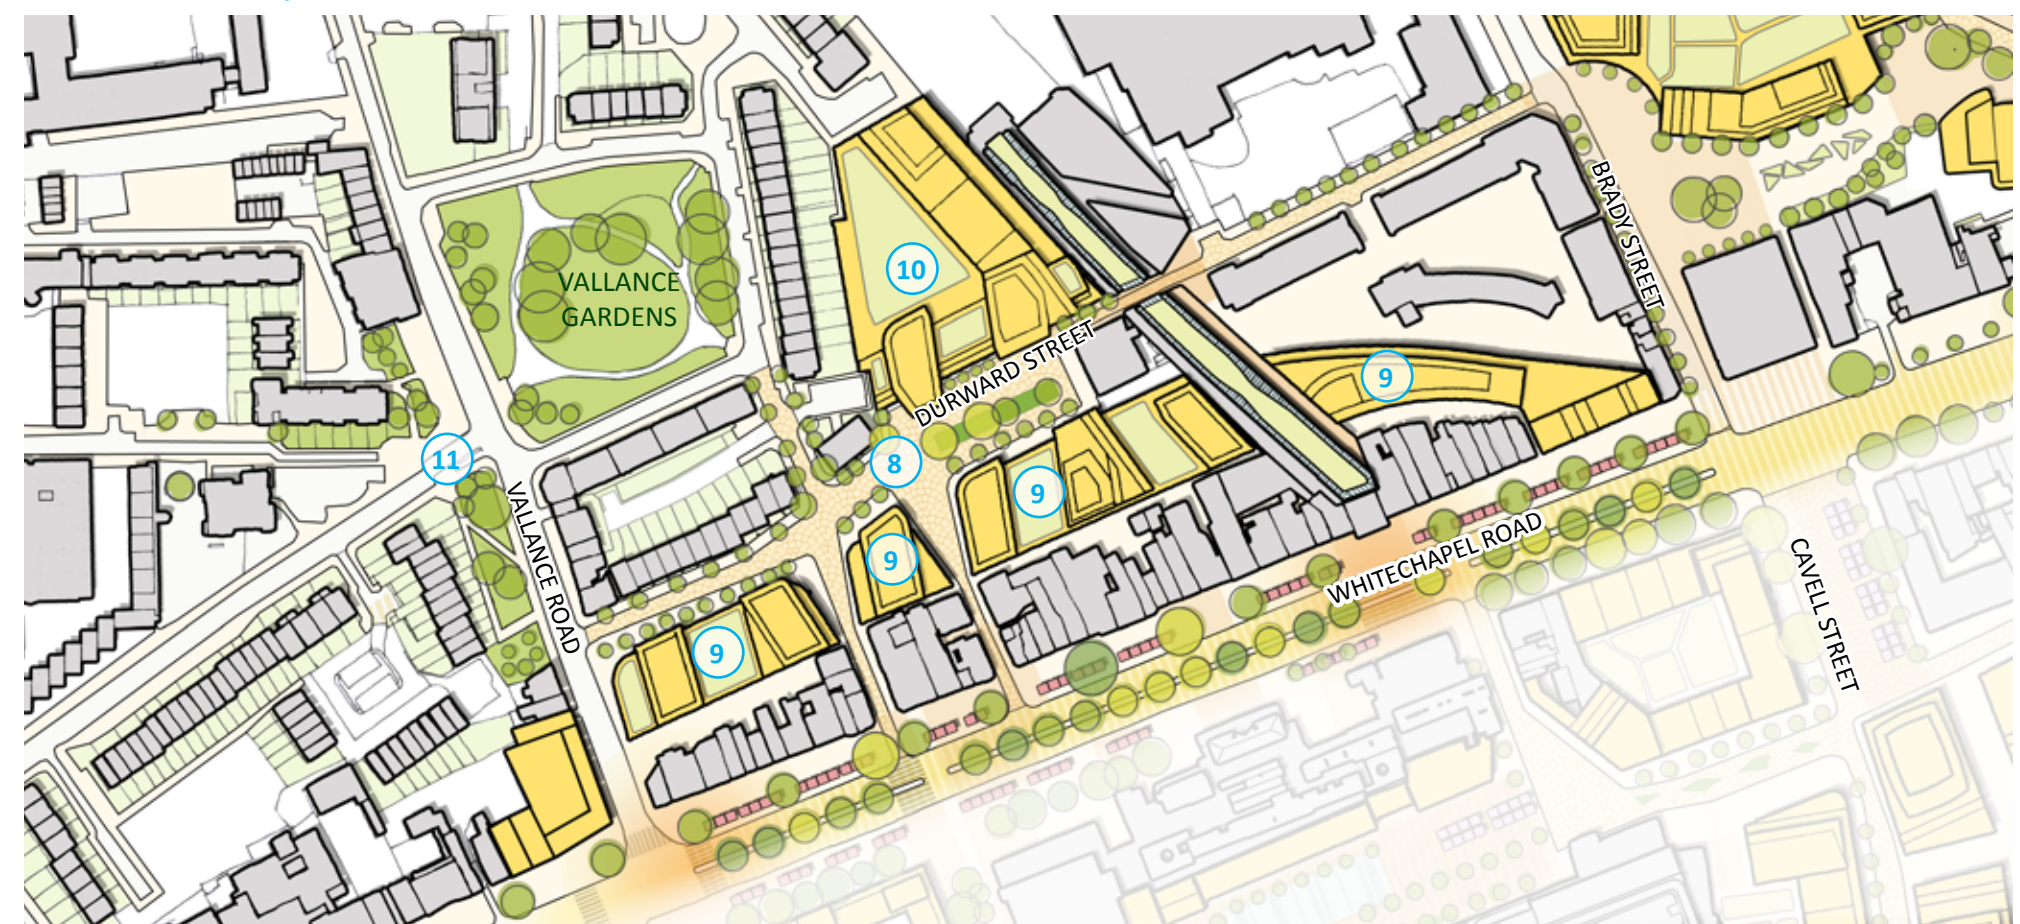 BRADY STREET
VALLANCE
GARDENS
10
DURWARD STREET
9
11
8
9
VALLANCE ROAD
9
WHITECHAPEL ROAD
CAVELL STREET
9